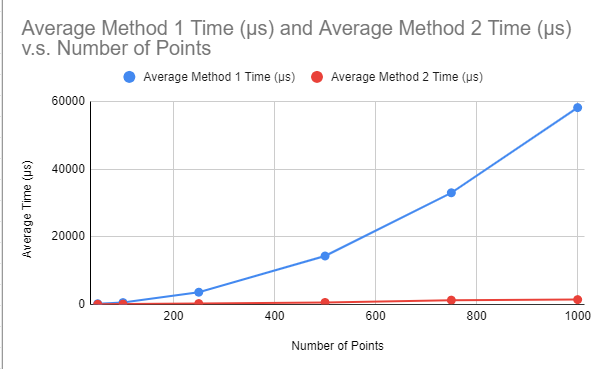 Average Method 1 Time (μs) and Average Method 2 Time (μs)
v.s. Number of Points
Average Method 1 Time (μs) Average Method 2 Time (μs)
60000
40000
20000
0
Average Time (μs)
200 400 600 800 1000
Number of Points